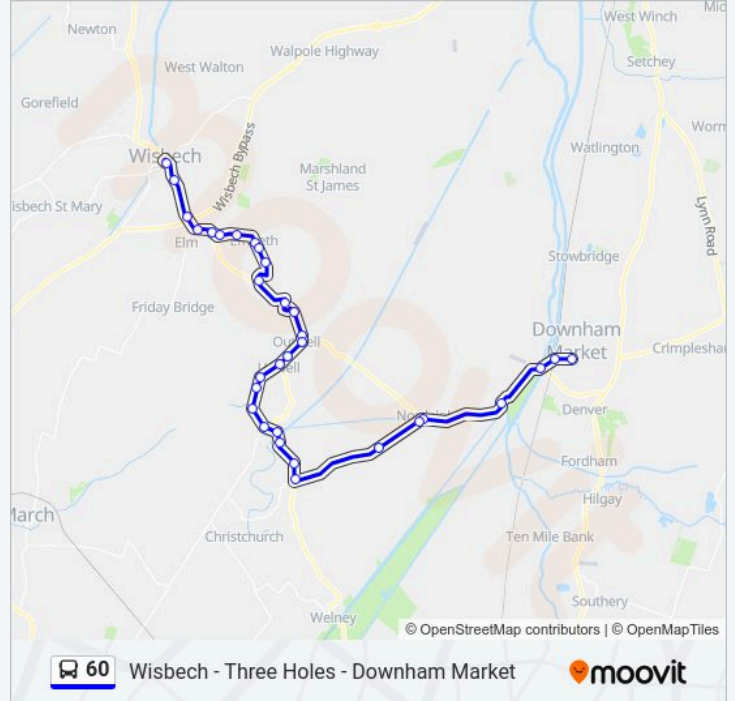 Newton
West Winch
Walpole Highway
Setchey
West Walton
Gorefield
Wisbech Bypass
Watlington
Wisbech
Marshland
St James
isbech St Mary
Lynn Road
Elm
Emneth
Stowbridge
Friday Bridge
Downham
Market
Crimplesha
Denver
Fordham
Hilgay
March
Christchurch
Ten Mile Bank
Southery
Welney
© OpenStreetMap contributors | © OpenMapTiles
60 Wisbech - Three Holes - Downham Market
moovit